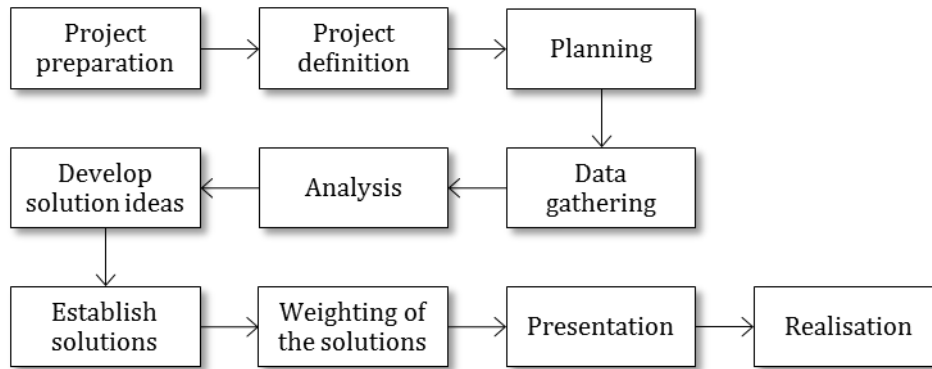 Project
preparation
Project
definition
Planning
Develop
solution ideas
Analysis
Data
gathering
Establish
solutions
Weighting of
the solutions
Presentation
Realisation